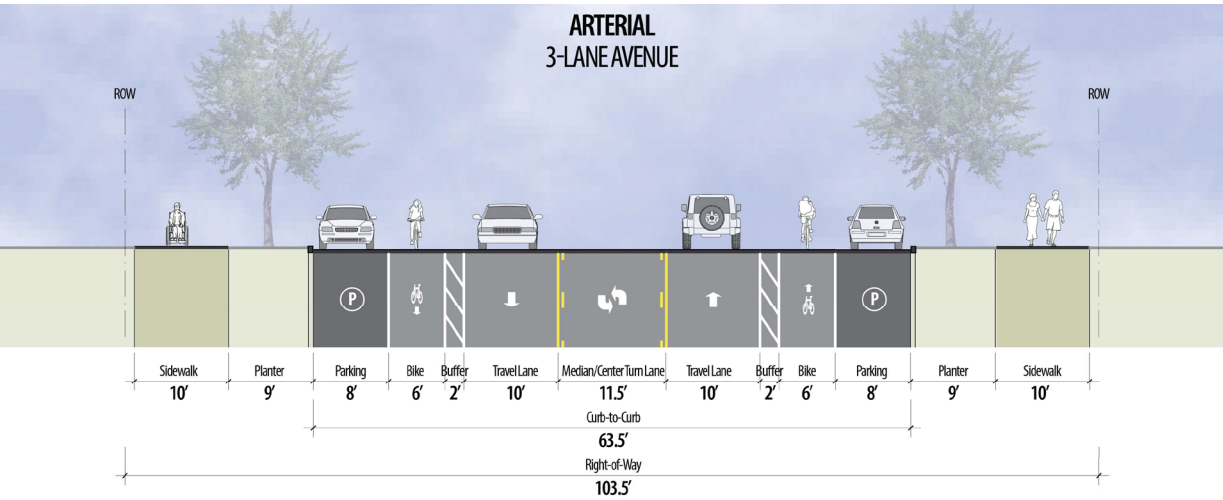 ARTERIAL
3-LANE AVENUE
ROW
ROW
P
P
Sidewalk
Planter
Parking
Bike
Buffer
Travel Lane
Median/Center Turn Lane
Travel Lane
Buffer
Bike
Parking
Planter
Sidewalk
10’
9’
8’
6’
2’
10’
11.5’
10’
2’
6’
8’
9’
10’
Curb-to-Curb
63.5’
Right-of-Way
103.5’